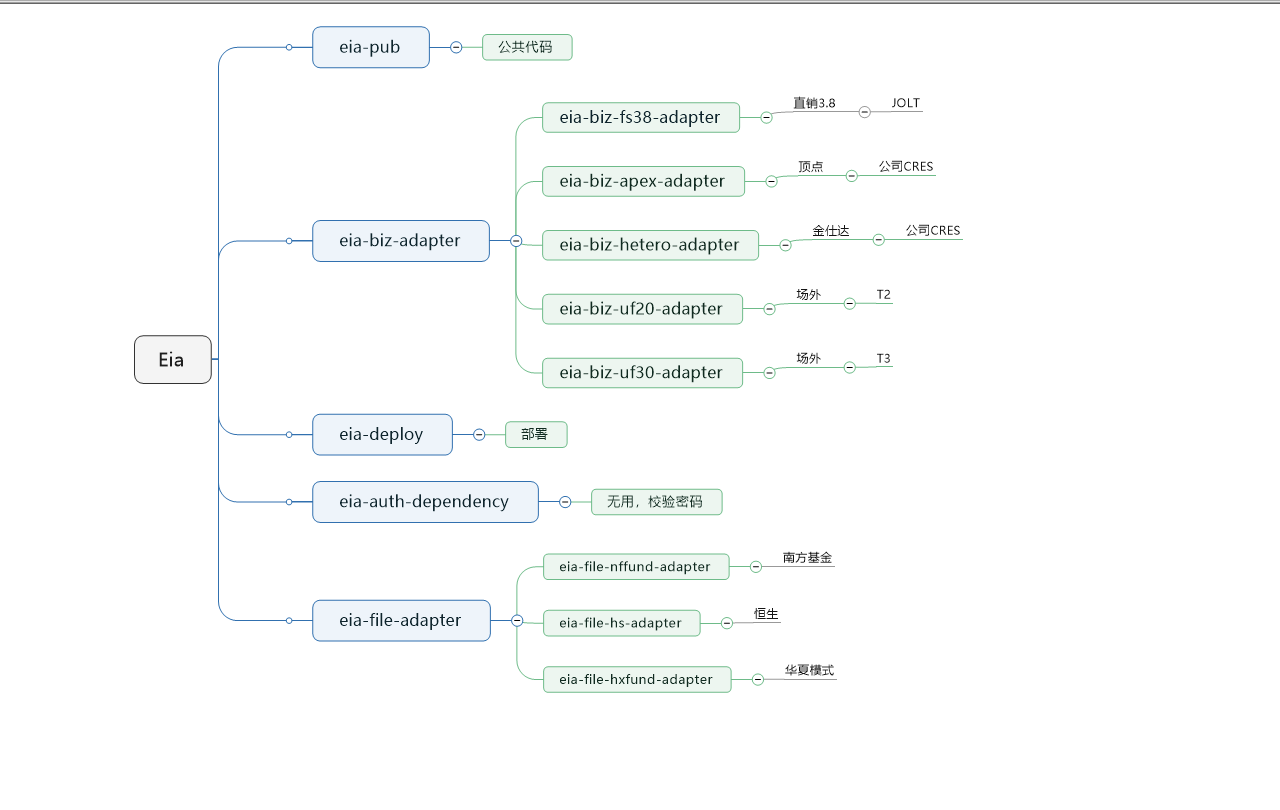 Eia
eia-pub
公共代码
eia-biz-adapter
eia-biz-fs38-adapter
直销3.8
JOLT
eia-biz-apex-adapter
顶点
公司CRES
eia-biz-hetero-adapter
金仕达
公司CRES
eia-biz-uf20-adapter
场外
T2
eia-biz-uf30-adapter
场外
T3
eia-deploy
部署
eia-auth-dependency
无用，校验密码
eia-file-adapter
eia-file-nffund-adapter
南方基金
eia-file-hs-adapter
恒生
eia-file-hxfund-adapter
华夏模式